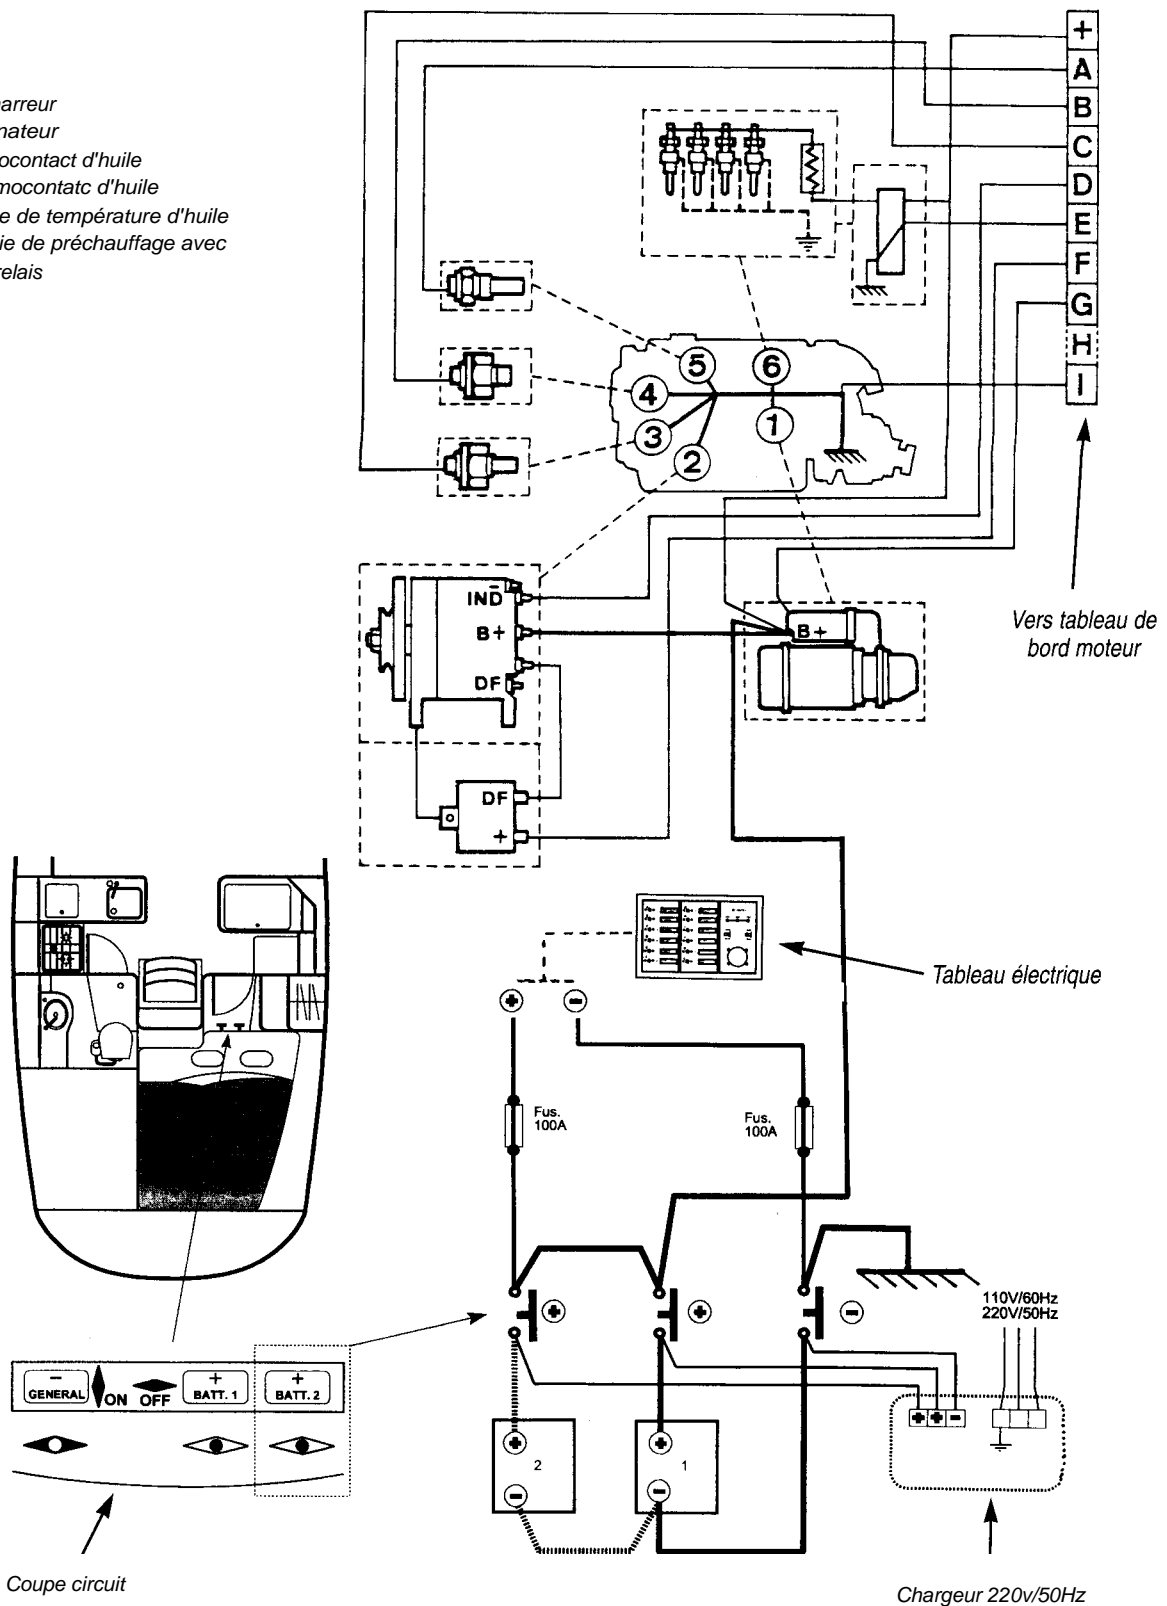 arreur
nateur
ocontact d'huile
mocontatc d'huile
e de température d'huile
ie de préchauffage avec
relais
+
A
B
C
D
E
F
G
H
I
5
6
4
3
1
2
IND
B+
DF
B+
DF
+
Vers tableau de
bord moteur
Tableau électrique
+
−
Fus.
100A
Fus.
100A
110V/60Hz
220V/50Hz
+
+
−
−
GENERAL
ON
OFF
+
BATT. 1
+
BATT. 2
+ + −
+
2
−
+
1
−
Coupe circuit
Chargeur 220v/50Hz